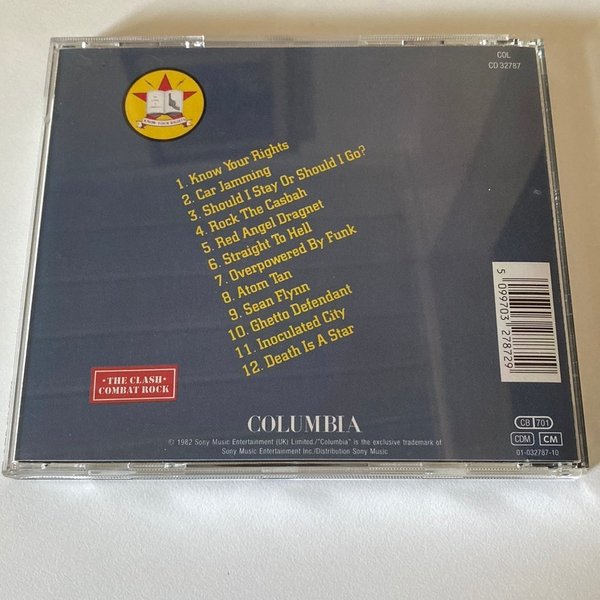 COL
CD 32787
KNOW YOUR RIGHTS
1. Know Your Rights
2. Car Jamming
3. Should I Stay Or Should I Go?
4. Rock The Casbah
5. Red Angel Dragnet
6. Straight To Hell
7. Overpowered By Funk
8. Atom Tan
9. Sean Flynn
10. Ghetto Defendant
11. Inoculated City
12. Death Is A Star
5 099703 278729
• THE CLASH •
COMBAT ROCK
COLUMBIA
CB 701
CDM CM
01-032787-10
℗ © 1982 Sony Music Entertainment (UK) Limited./"Columbia" is the exclusive trademark of
Sony Music Entertainment Inc./Distribution Sony Music